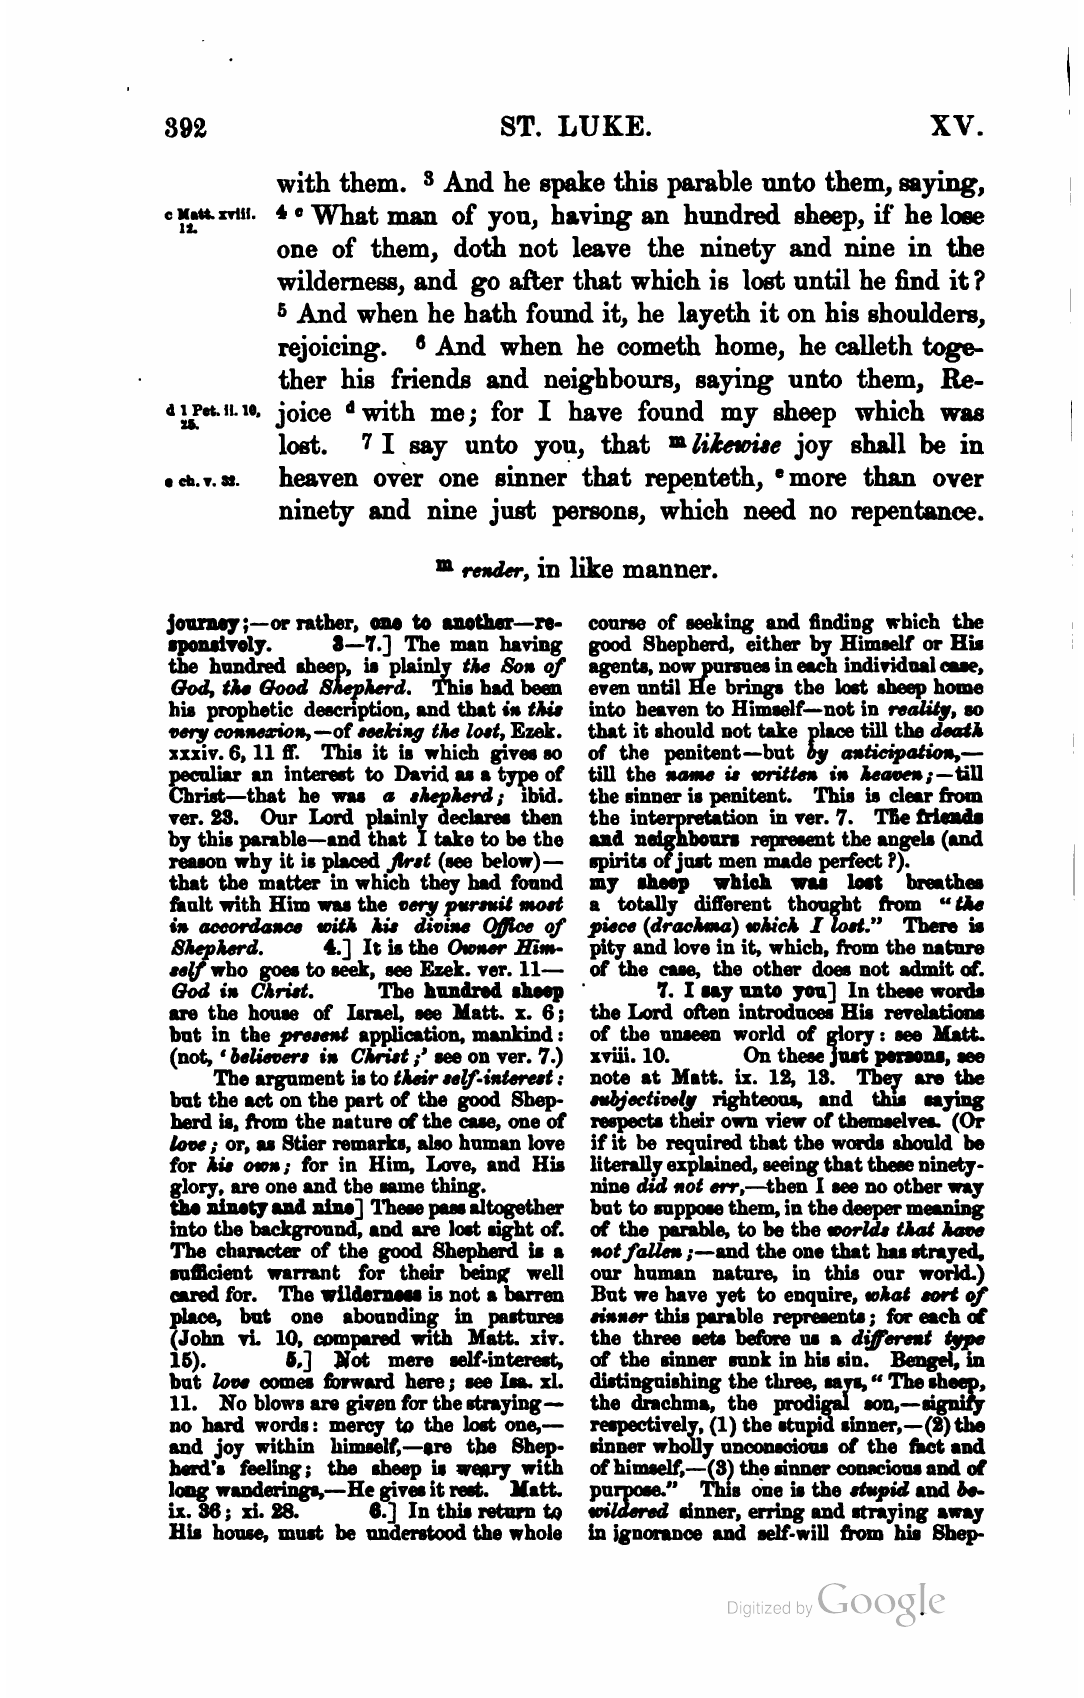 392 ST. LUKE. XV.
with them. 3 And he spake this parable unto them, saying,
c Matt. xviii. 12.
4 c What man of you, having an hundred sheep, if he lose
one of them, doth not leave the ninety and nine in the
wilderness, and go after that which is lost until he find it?
5 And when he hath found it, he layeth it on his shoulders,
rejoicing. 6 And when he cometh home, he calleth toge-
ther his friends and neighbours, saying unto them, Re-
d 1 Pet. ii. 10, 25.
joice d with me; for I have found my sheep which was
lost. 7 I say unto you, that m likewise joy shall be in
e ch. v. 32.
heaven over one sinner that repenteth, e more than over
ninety and nine just persons, which need no repentance.
m render, in like manner.
journey;—or rather, one to another—re-
sponsively. 3—7.] The man having
the hundred sheep, is plainly the Son of
God, the Good Shepherd. This had been
his prophetic description, and that in this
very connexion,—of seeking the lost, Ezek.
xxxiv. 6, 11 ff. This it is which gives so
peculiar an interest to David as a type of
Christ—that he was a shepherd; ibid.
ver. 23. Our Lord plainly declares then
by this parable—and that I take to be the
reason why it is placed first (see below)—
that the matter in which they had found
fault with Him was the very pursuit most
in accordance with his divine Office of
Shepherd. 4.] It is the Owner Him-
self who goes to seek, see Ezek. ver. 11—
God in Christ. The hundred sheep
are the house of Israel, see Matt. x. 6;
but in the present application, mankind:
(not, ‘believers in Christ;’ see on ver. 7.)
The argument is to their self-interest:
but the act on the part of the good Shep-
herd is, from the nature of the case, one of
love; or, as Stier remarks, also human love
for his own; for in Him, Love, and His
glory, are one and the same thing.
the ninety and nine] These pass altogether
into the background, and are lost sight of.
The character of the good Shepherd is a
sufficient warrant for their being well
cared for. The wilderness is not a barren
place, but one abounding in pastures
(John vi. 10, compared with Matt. xiv.
15). 5.] Not mere self-interest,
but love comes forward here; see Isa. xl.
11. No blows are given for the straying—
no hard words: mercy to the lost one,—
and joy within himself,—are the Shep-
herd's feeling; the sheep is weary with
long wanderings,—He gives it rest. Matt.
ix. 36; xi. 28. 6.] In this return to
His house, must be understood the whole
course of seeking and finding which the
good Shepherd, either by Himself or His
agents, now pursues in each individual case,
even until He brings the lost sheep home
into heaven to Himself—not in reality, so
that it should not take place till the death
of the penitent—but by anticipation,—
till the name is written in heaven;—till
the sinner is penitent. This is clear from
the interpretation in ver. 7. The friends
and neighbours represent the angels (and
spirits of just men made perfect?).
my sheep which was lost breathes
a totally different thought from “the
piece (drachma) which I lost.” There is
pity and love in it, which, from the nature
of the case, the other does not admit of.
7. I say unto you] In these words
the Lord often introduces His revelations
of the unseen world of glory: see Matt.
xviii. 10. On these just persons, see
note at Matt. ix. 12, 13. They are the
subjectively righteous, and this saying
respects their own view of themselves. (Or
if it be required that the words should be
literally explained, seeing that these ninety-
nine did not err,—then I see no other way
but to suppose them, in the deeper meaning
of the parable, to be the worlds that have
not fallen;—and the one that has strayed,
our human nature, in this our world.)
But we have yet to enquire, what sort of
sinner this parable represents; for each of
the three sets before us a different type
of the sinner sunk in his sin. Bengel, in
distinguishing the three, says, “The sheep,
the drachma, the prodigal son,—signify
respectively, (1) the stupid sinner,—(2) the
sinner wholly unconscious of the fact and
of himself,—(3) the sinner conscious and of
purpose.” This one is the stupid and be-
wildered sinner, erring and straying away
in ignorance and self-will from his Shep-
Digitized by Google